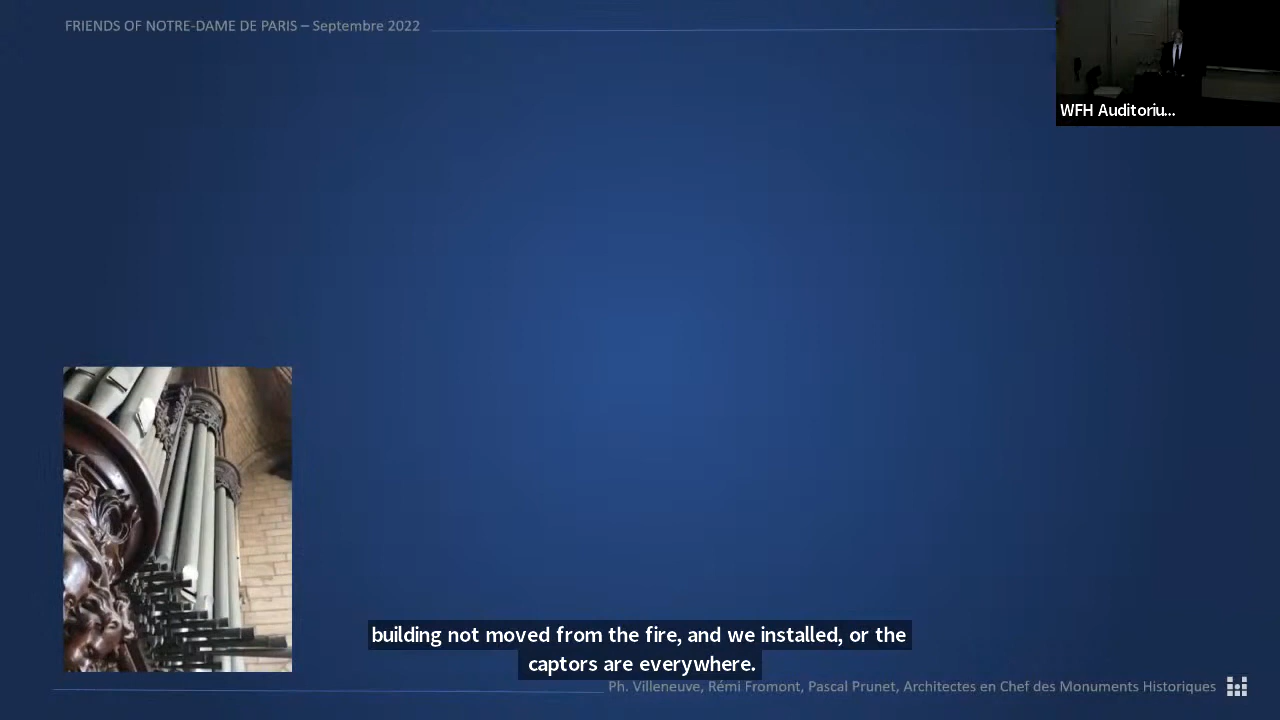 FRIENDS OF NOTRE-DAME DE PARIS – Septembre 2022
WFH Auditoriu...
building not moved from the fire, and we installed, or the
captors are everywhere.
Ph. Villeneuve, Rémi Fromont, Pascal Prunet, Architectes en Chef des Monuments Historiques